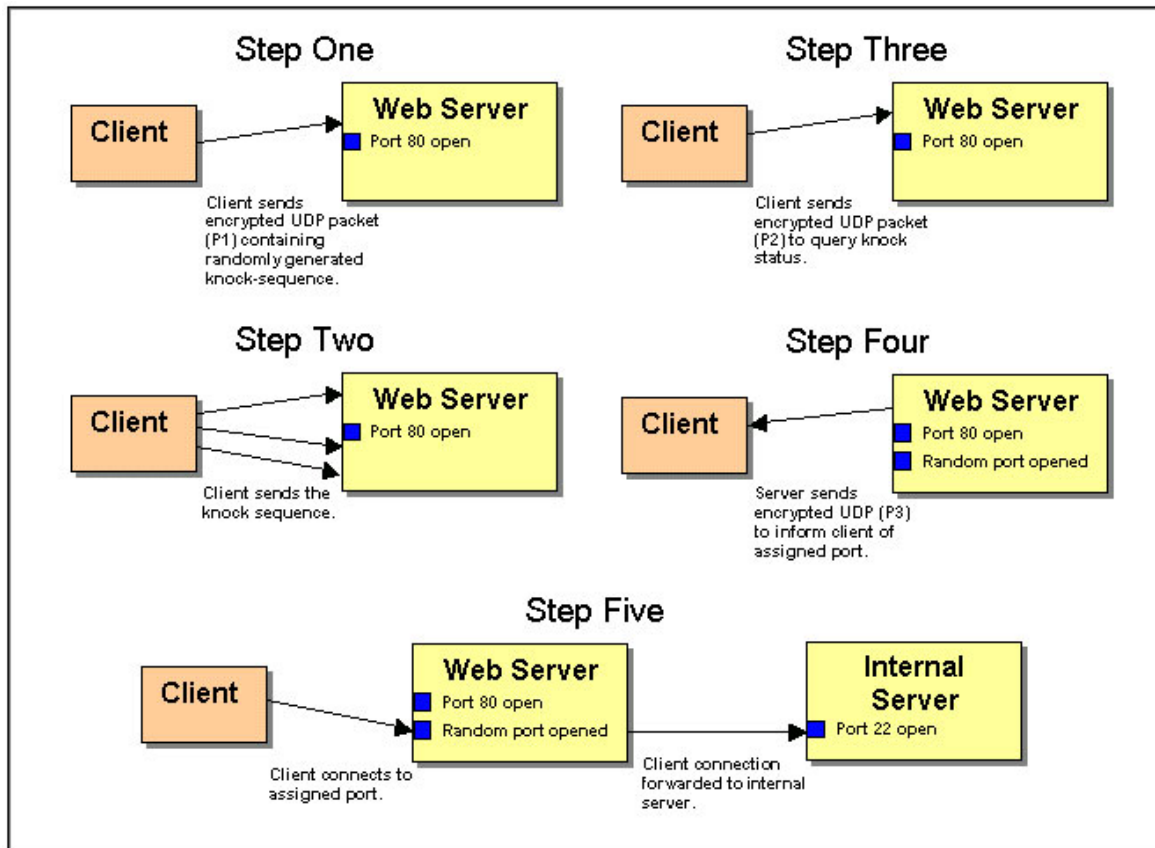 Step One
Client
Web Server
Port 80 open
Client sends
encrypted UDP packet
(P1) containing
randomly generated
knock-sequence.
Step Two
Client
Web Server
Port 80 open
Client sends the
knock sequence.
Step Three
Client
Web Server
Port 80 open
Client sends
encrypted UDP packet
(P2) to query knock
status.
Step Four
Client
Web Server
Port 80 open
Random port opened
Server sends
encrypted UDP (P3)
to inform client of
assigned port.
Step Five
Client
Web Server
Port 80 open
Random port opened
Internal
Server
Port 22 open
Client connects to
assigned port.
Client connection
forwarded to internal
server.